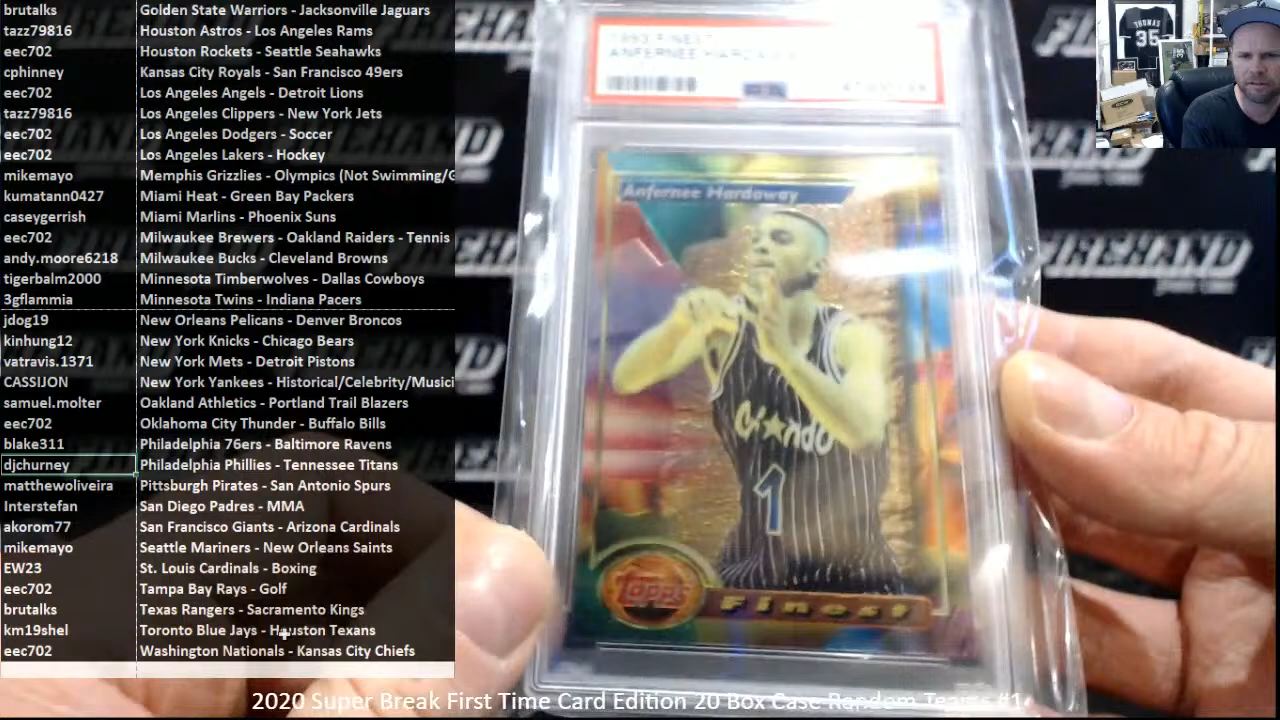 brutalks Golden State Warriors - Jacksonville Jaguars
tazz79816 Houston Astros - Los Angeles Rams
eec702 Houston Rockets - Seattle Seahawks
cphinney Kansas City Royals - San Francisco 49ers
eec702 Los Angeles Angels - Detroit Lions
tazz79816 Los Angeles Clippers - New York Jets
eec702 Los Angeles Dodgers - Soccer
eec702 Los Angeles Lakers - Hockey
mikemayo Memphis Grizzlies - Olympics (Not Swimming/G
kumatann0427 Miami Heat - Green Bay Packers
caseygerrish Miami Marlins - Phoenix Suns
eec702 Milwaukee Brewers - Oakland Raiders - Tennis
andy.moore6218 Milwaukee Bucks - Cleveland Browns
tigerbalm2000 Minnesota Timberwolves - Dallas Cowboys
3gflammia Minnesota Twins - Indiana Pacers
jdog19 New Orleans Pelicans - Denver Broncos
kinhung12 New York Knicks - Chicago Bears
vatravis.1371 New York Mets - Detroit Pistons
CASSIJON New York Yankees - Historical/Celebrity/Musici
samuel.molter Oakland Athletics - Portland Trail Blazers
eec702 Oklahoma City Thunder - Buffalo Bills
blake311 Philadelphia 76ers - Baltimore Ravens
djchurney Philadelphia Phillies - Tennessee Titans
matthewoliveira Pittsburgh Pirates - San Antonio Spurs
Interstefan San Diego Padres - MMA
akorom77 San Francisco Giants - Arizona Cardinals
mikemayo Seattle Mariners - New Orleans Saints
EW23 St. Louis Cardinals - Boxing
eec702 Tampa Bay Rays - Golf
brutalks Texas Rangers - Sacramento Kings
km19shel Toronto Blue Jays - Houston Texans
eec702 Washington Nationals - Kansas City Chiefs
1993 FINEST
ANFERNEE HARDAWAY
Anfernee Hardaway
Orlando
1
Topps Finest
THOMAS
35
FIREHAND
2020 Super Break First Time Card Edition 20 Box Case Random Teams #1